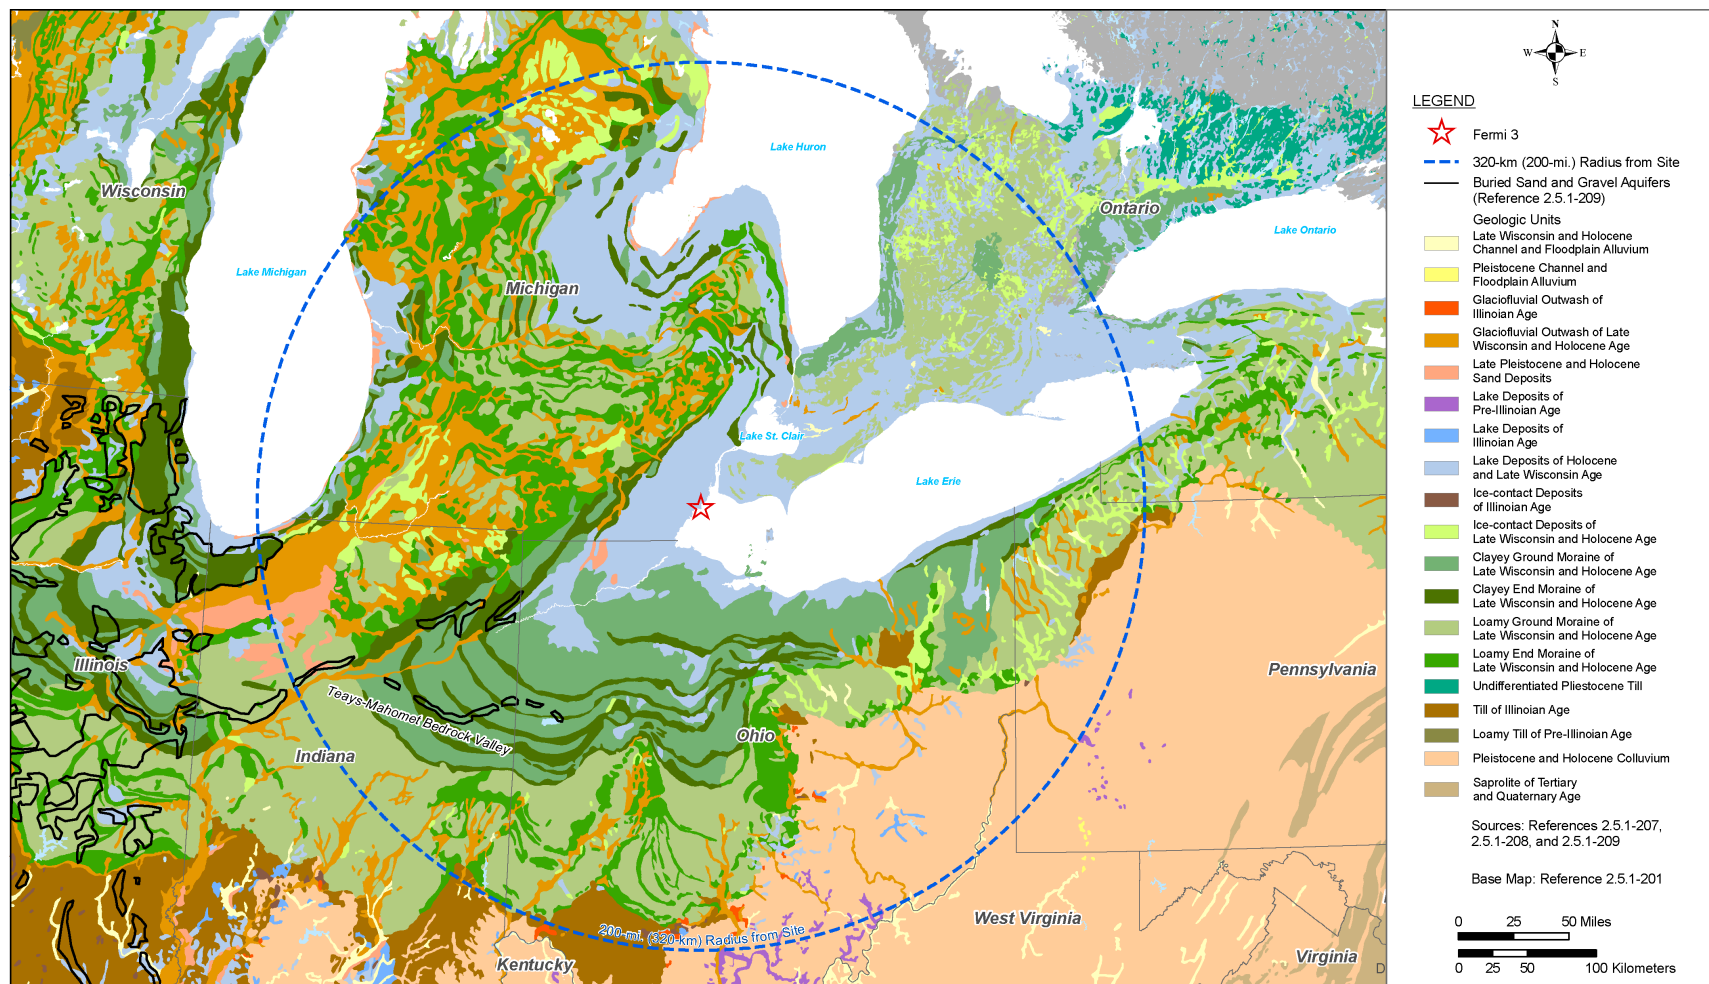 Wisconsin
Lake Michigan
Michigan
Lake Huron
Ontario
Lake Ontario
Lake St. Clair
Lake Erie
Illinois
Indiana
Teays-Mahomet Bedrock Valley
Ohio
Pennsylvania
West Virginia
Virginia
Kentucky
200-mi. (320-km) Radius from Site
D
N
W
E
S
LEGEND
Fermi 3
320-km (200-mi.) Radius from Site
Buried Sand and Gravel Aquifers
(Reference 2.5.1-209)
Geologic Units
Late Wisconsin and Holocene
Channel and Floodplain Alluvium
Pleistocene Channel and
Floodplain Alluvium
Glaciofluvial Outwash of
Illinoian Age
Glaciofluvial Outwash of Late
Wisconsin and Holocene Age
Late Pleistocene and Holocene
Sand Deposits
Lake Deposits of
Pre-Illinoian Age
Lake Deposits of
Illinoian Age
Lake Deposits of Holocene
and Late Wisconsin Age
Ice-contact Deposits
of Illinoian Age
Ice-contact Deposits of
Late Wisconsin and Holocene Age
Clayey Ground Moraine of
Late Wisconsin and Holocene Age
Clayey End Moraine of
Late Wisconsin and Holocene Age
Loamy Ground Moraine of
Late Wisconsin and Holocene Age
Loamy End Moraine of
Late Wisconsin and Holocene Age
Undifferentiated Pliestocene Till
Till of Illinoian Age
Loamy Till of Pre-Illinoian Age
Pleistocene and Holocene Colluvium
Saprolite of Tertiary
and Quaternary Age
Sources: References 2.5.1-207,
2.5.1-208, and 2.5.1-209
Base Map: Reference 2.5.1-201
0 25 50 Miles
0 25 50 100 Kilometers